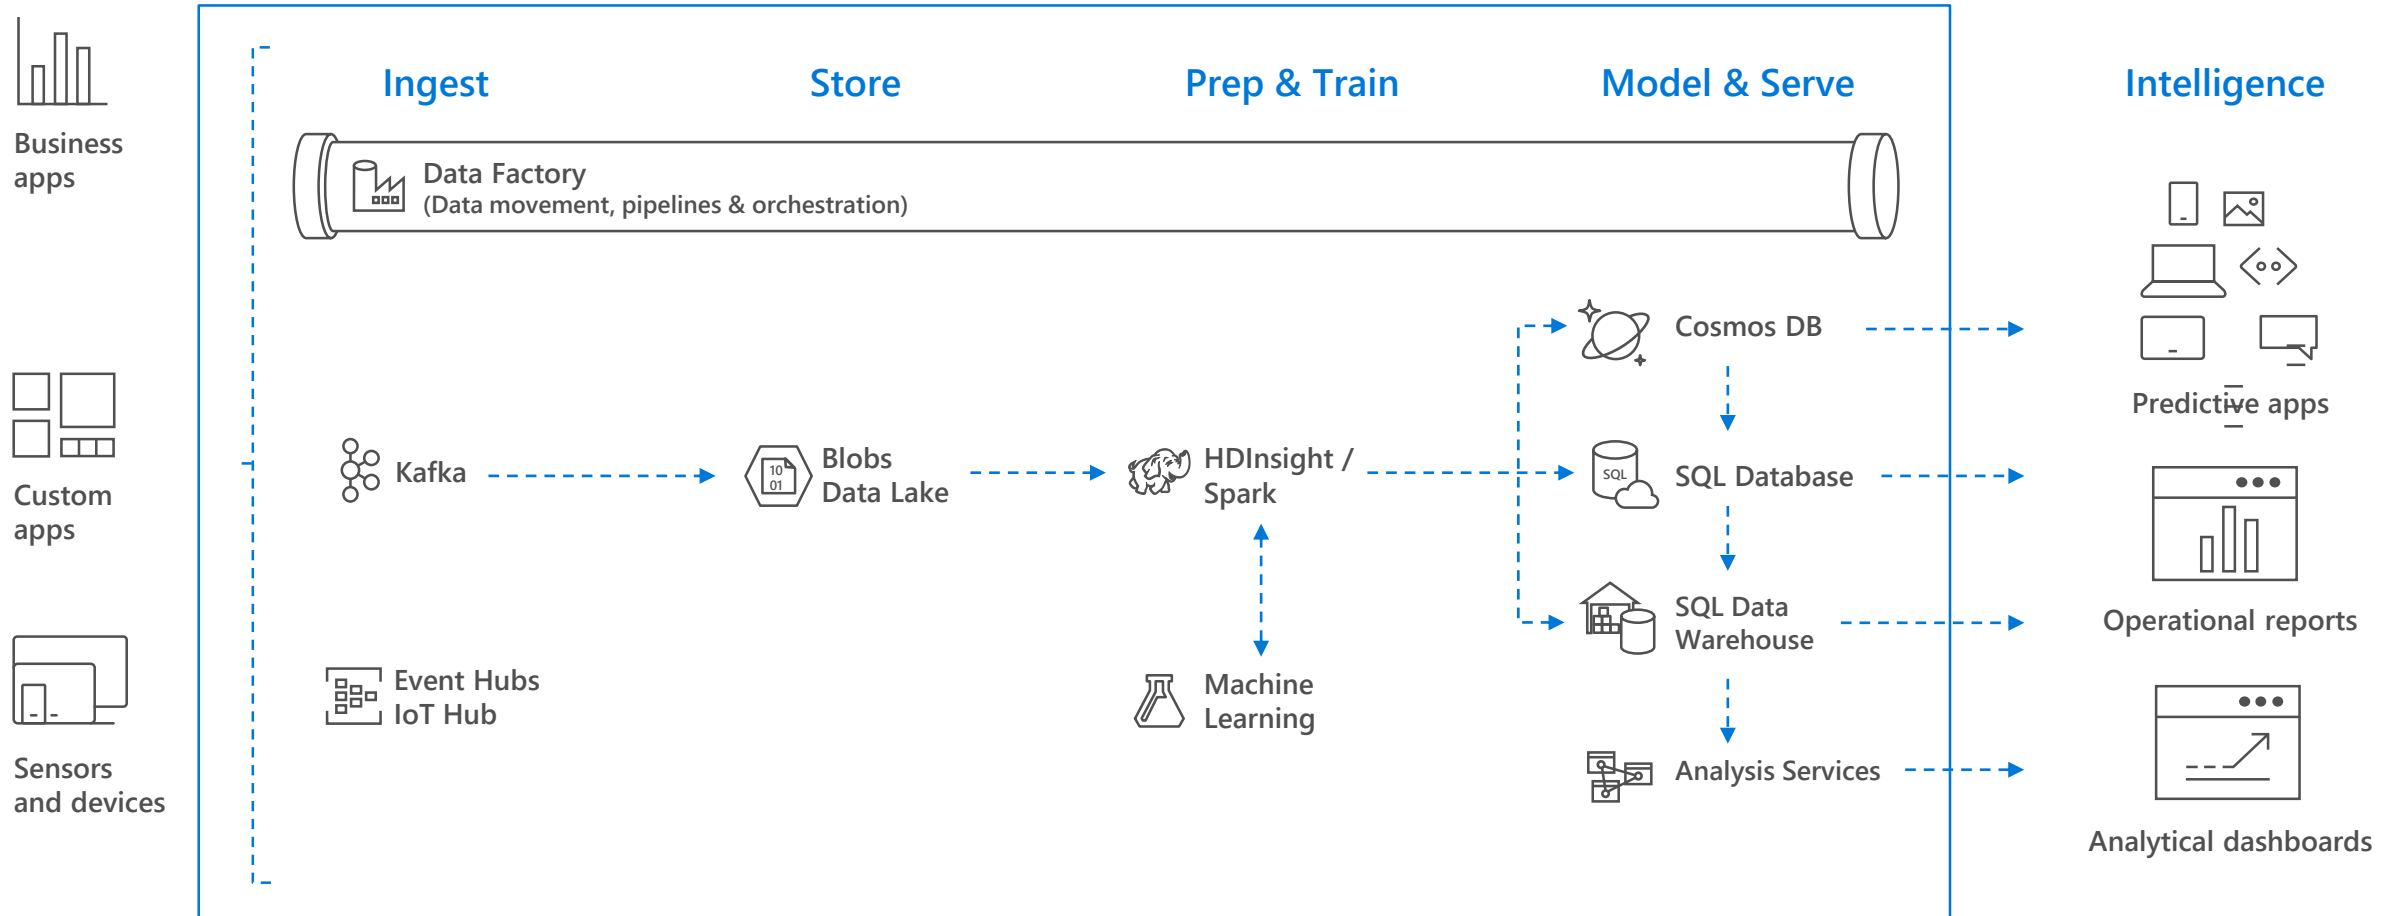 Business
apps
Custom
apps
Sensors
and devices
Ingest
Store
Prep & Train
Model & Serve
Intelligence
Data Factory
(Data movement, pipelines & orchestration)
Kafka
Event Hubs
IoT Hub
10
01
Blobs
Data Lake
HDInsight /
Spark
Machine
Learning
Cosmos DB
SQL
SQL Database
SQL Data
Warehouse
Analysis Services
Predictive apps
Operational reports
Analytical dashboards